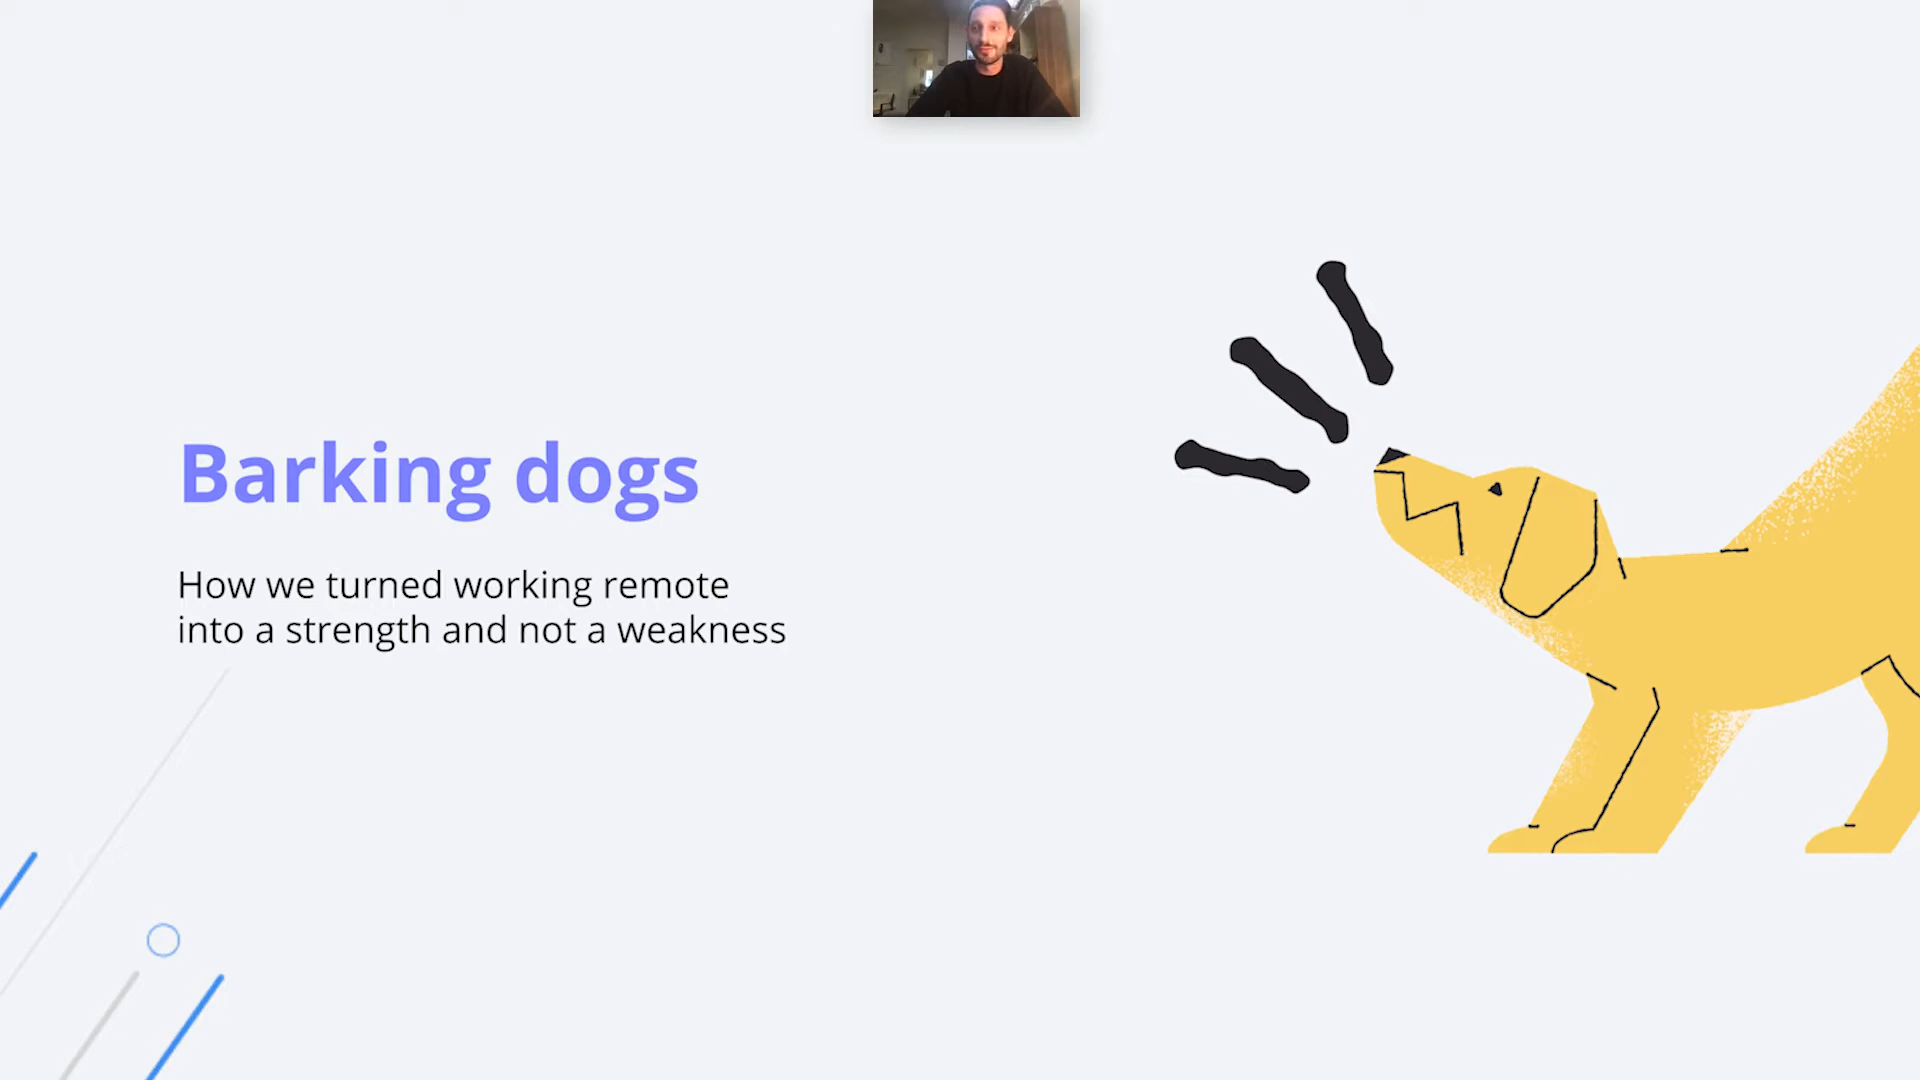 Barking dogs
How we turned working remote
into a strength and not a weakness